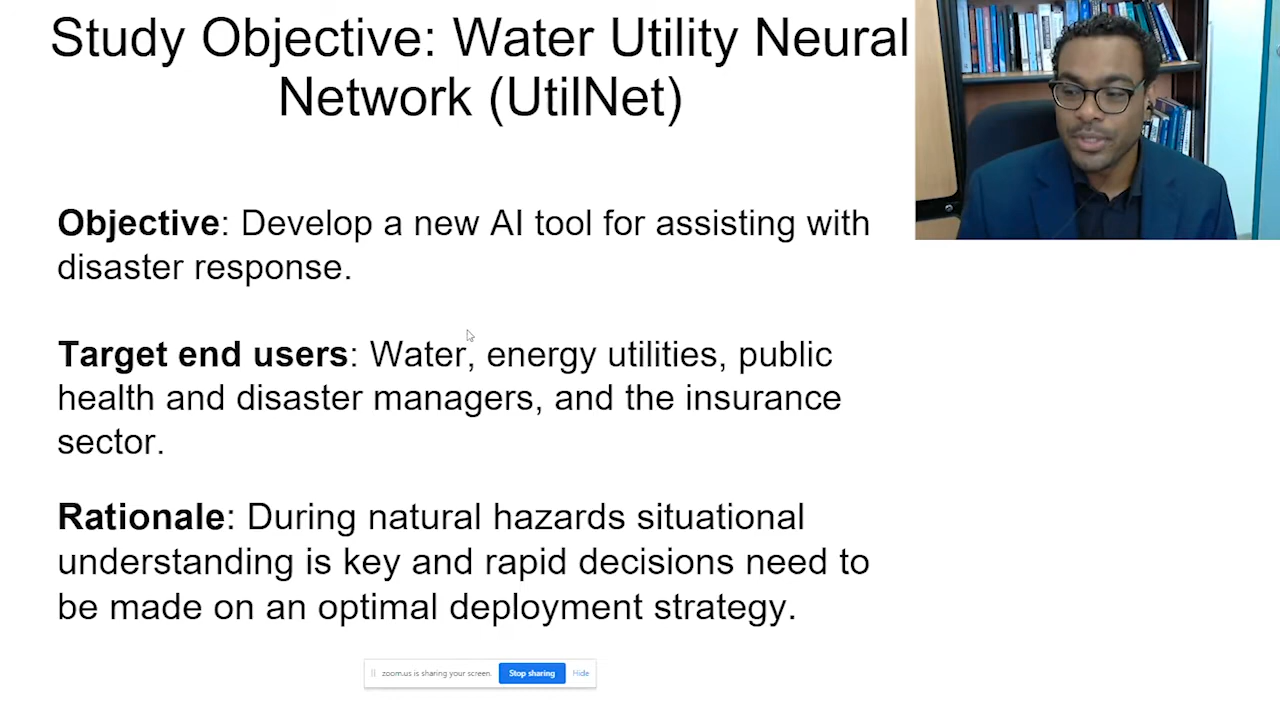 Study Objective: Water Utility Neural
Network (UtilNet)
Objective: Develop a new AI tool for assisting with
disaster response.
Target end users: Water, energy utilities, public
health and disaster managers, and the insurance
sector.
Rationale: During natural hazards situational
understanding is key and rapid decisions need to
be made on an optimal deployment strategy.
zoom.us is sharing your screen. Stop sharing Hide